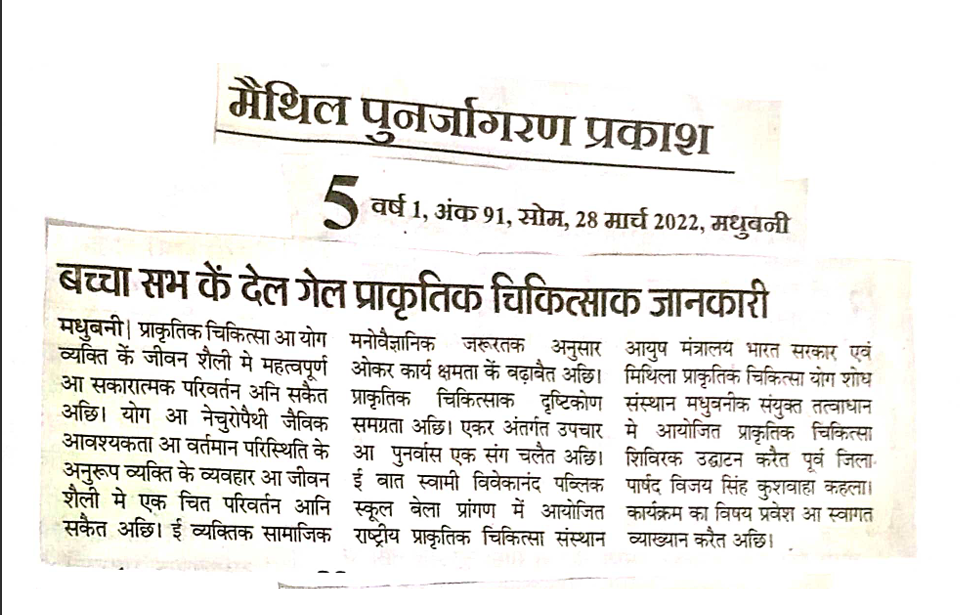 मैथिल पुनर्जागरण प्रकाश
5 वर्ष 1, अंक 91, सोम, 28 मार्च 2022, मधुबनी
बच्चा सभ कें देल गेल प्राकृतिक चिकित्साक जानकारी
मधुबनी। प्राकृतिक चिकित्सा आ योग
व्यक्ति कें जीवन शैली मे महत्वपूर्ण
आ सकारात्मक परिवर्तन अनि सकैत
अछि। योग आ नेचुरोपैथी जैविक
आवश्यकता आ वर्तमान परिस्थिति के
अनुरूप व्यक्ति के व्यवहार आ जीवन
शैली मे एक चित परिवर्तन आनि
सकैत अछि। ई व्यक्तिक सामाजिक
मनोवैज्ञानिक जरूरतक अनुसार
ओकर कार्य क्षमता कें वढ़ावैत अछि।
प्राकृतिक चिकित्साक दृष्टिकोण
समग्रता अछि। एकर अंतर्गत उपचार
आ पुनर्वास एक संग चलैत अछि।
ई वात स्वामी विवेकानंद पब्लिक
स्कूल वेला प्रांगण में आयोजित
राष्ट्रीय प्राकृतिक चिकित्सा संस्थान
आयुष मंत्रालय भारत सरकार एवं
मिथिला प्राकृतिक चिकित्सा योग शोध
संस्थान मधुवनीक संयुक्त तत्वाधान
मे आयोजित प्राकृतिक चिकित्सा
शिविरक उद्घाटन करैत पूर्व जिला
पार्षद विजय सिंह कुशवाहा कहला।
कार्यक्रम का विषय प्रवेश आ स्वागत
व्याख्यान करैत अछि।